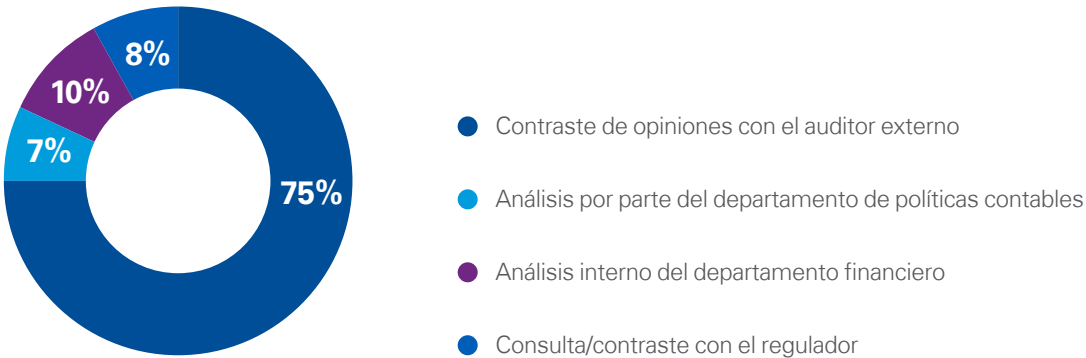 8%
10%
7%
75%
Contraste de opiniones con el auditor externo
Análisis por parte del departamento de políticas contables
Análisis interno del departamento financiero
Consulta/contraste con el regulador